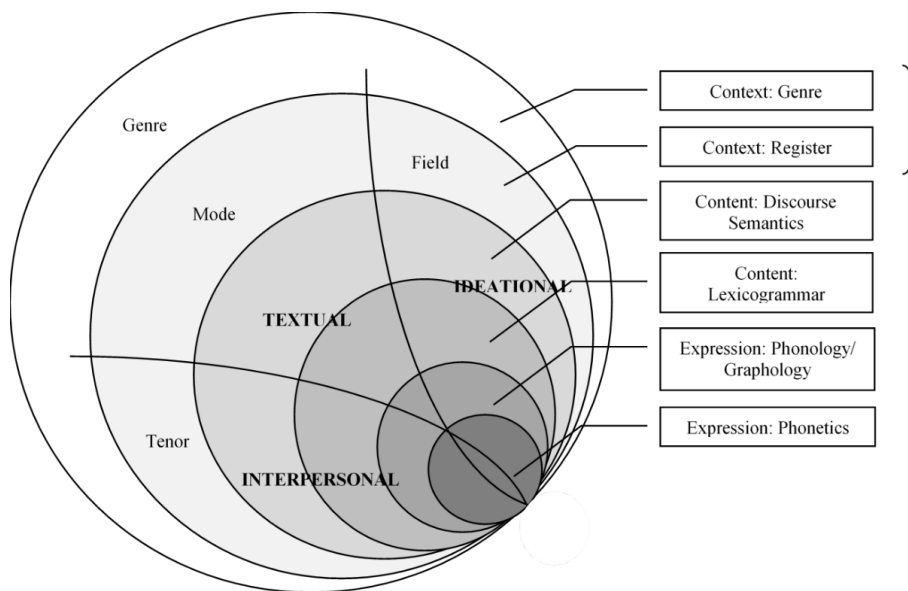 Genre
Mode
Field
Tenor
TEXTUAL
IDEATIONAL
INTERPERSONAL
Context: Genre
Context: Register
Content: Discourse
Semantics
Content:
Lexicogrammar
Expression: Phonology/
Graphology
Expression: Phonetics